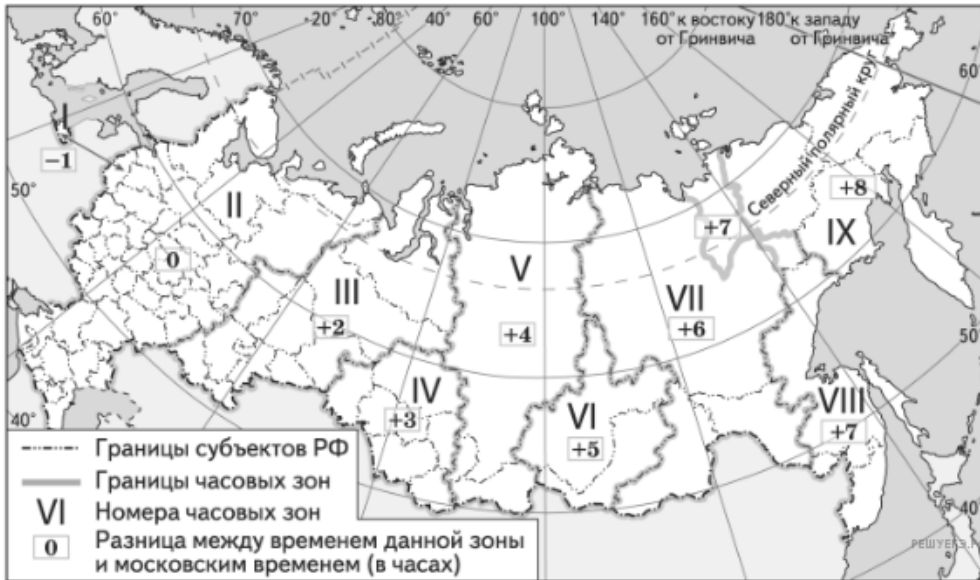 60° 70° -20° -80° 40° 80° 100° 140° 160° к востоку от Гринвича 180° к западу от Гринвича
60°
I
−1
50°
II
0
III
+2
IV
+3
V
+4
VI
+5
VII
+6
+7
Северный полярный круг
+8
IX
VIII
+7
50°
40°
40°
Границы субъектов РФ
Границы часовых зон
VI Номера часовых зон
0 Разница между временем данной зоны
и московским временем (в часах)